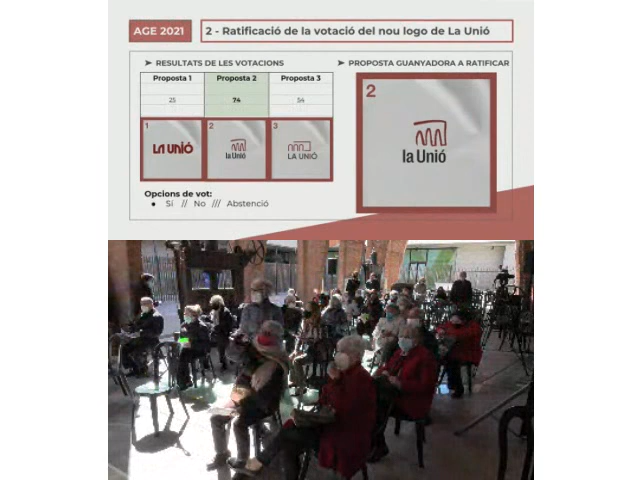 AGE 2021
2 - Ratificació de la votació del nou logo de La Unió
➤ RESULTATS DE LES VOTACIONS
Proposta 1 Proposta 2 Proposta 3
25 74 54
1 LA UNIÓ
2 la Unió
3 LA UNIÓ
Opcions de vot:
● Sí // No /// Abstenció
➤ PROPOSTA GUANYADORA A RATIFICAR
2
la Unió